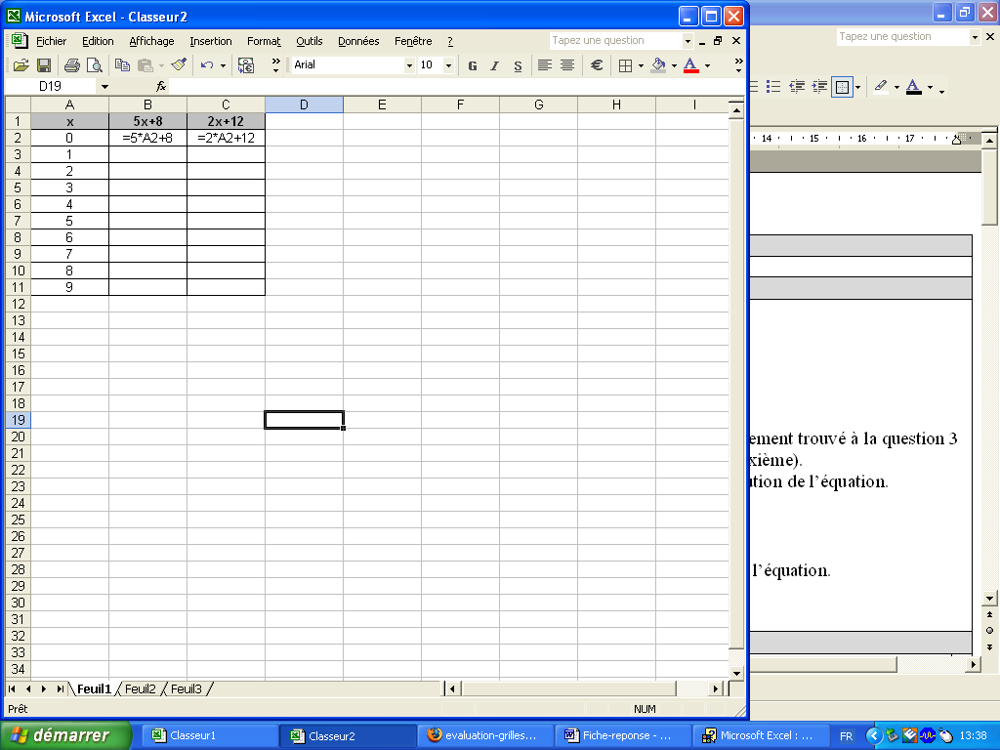 Microsoft Excel - Classeur2
Fichier Edition Affichage Insertion Format Outils Données Fenêtre ? Tapez une question
Arial 10 G I S €
D19 fx
A B C D E F G H I
1 x 5x+8 2x+12
2 0 =5*A2+8 =2*A2+12
3 1
4 2
5 3
6 4
7 5
8 6
9 7
10 8
11 9
12
13
14
15
16
17
18
19
20
21
22
23
24
25
26
27
28
29
30
31
32
33
34
Feuil1 Feuil2 Feuil3
Prêt NUM
Tapez une question
A
14 15 16 17
ement trouvé à la question 3
xième).
ution de l'équation.
l'équation.
démarrer Classeur1 Classeur2 evaluation-grilles... Fiche-reponse - ... Microsoft Excel : ... FR 13:38